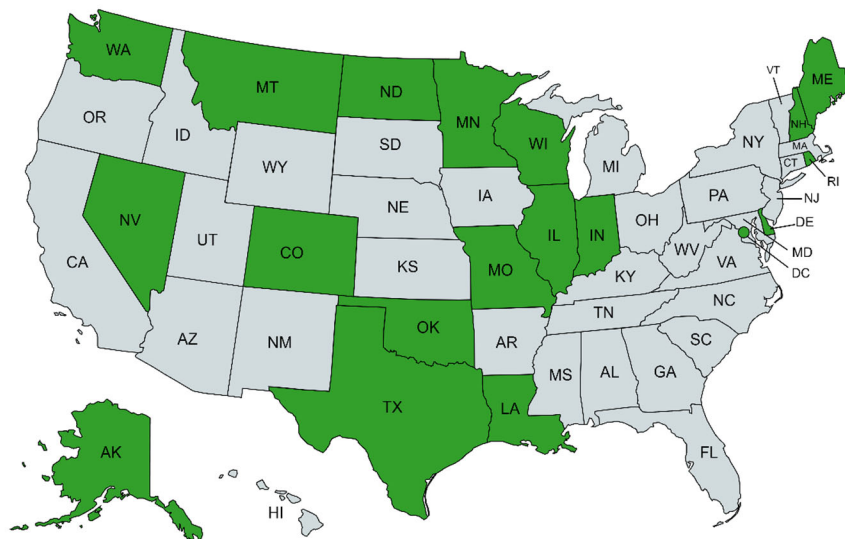 WA
MT
ND
MN
VT
ME
OR
ID
SD
WI
NH
WY
NY
MA
MI
CT
RI
IA
PA
NJ
NV
NE
OH
DE
UT
IL
IN
CO
WV
MD
CA
KS
MO
VA
DC
KY
NC
TN
OK
AZ
NM
AR
SC
MS
AL
GA
TX
LA
AK
FL
HI